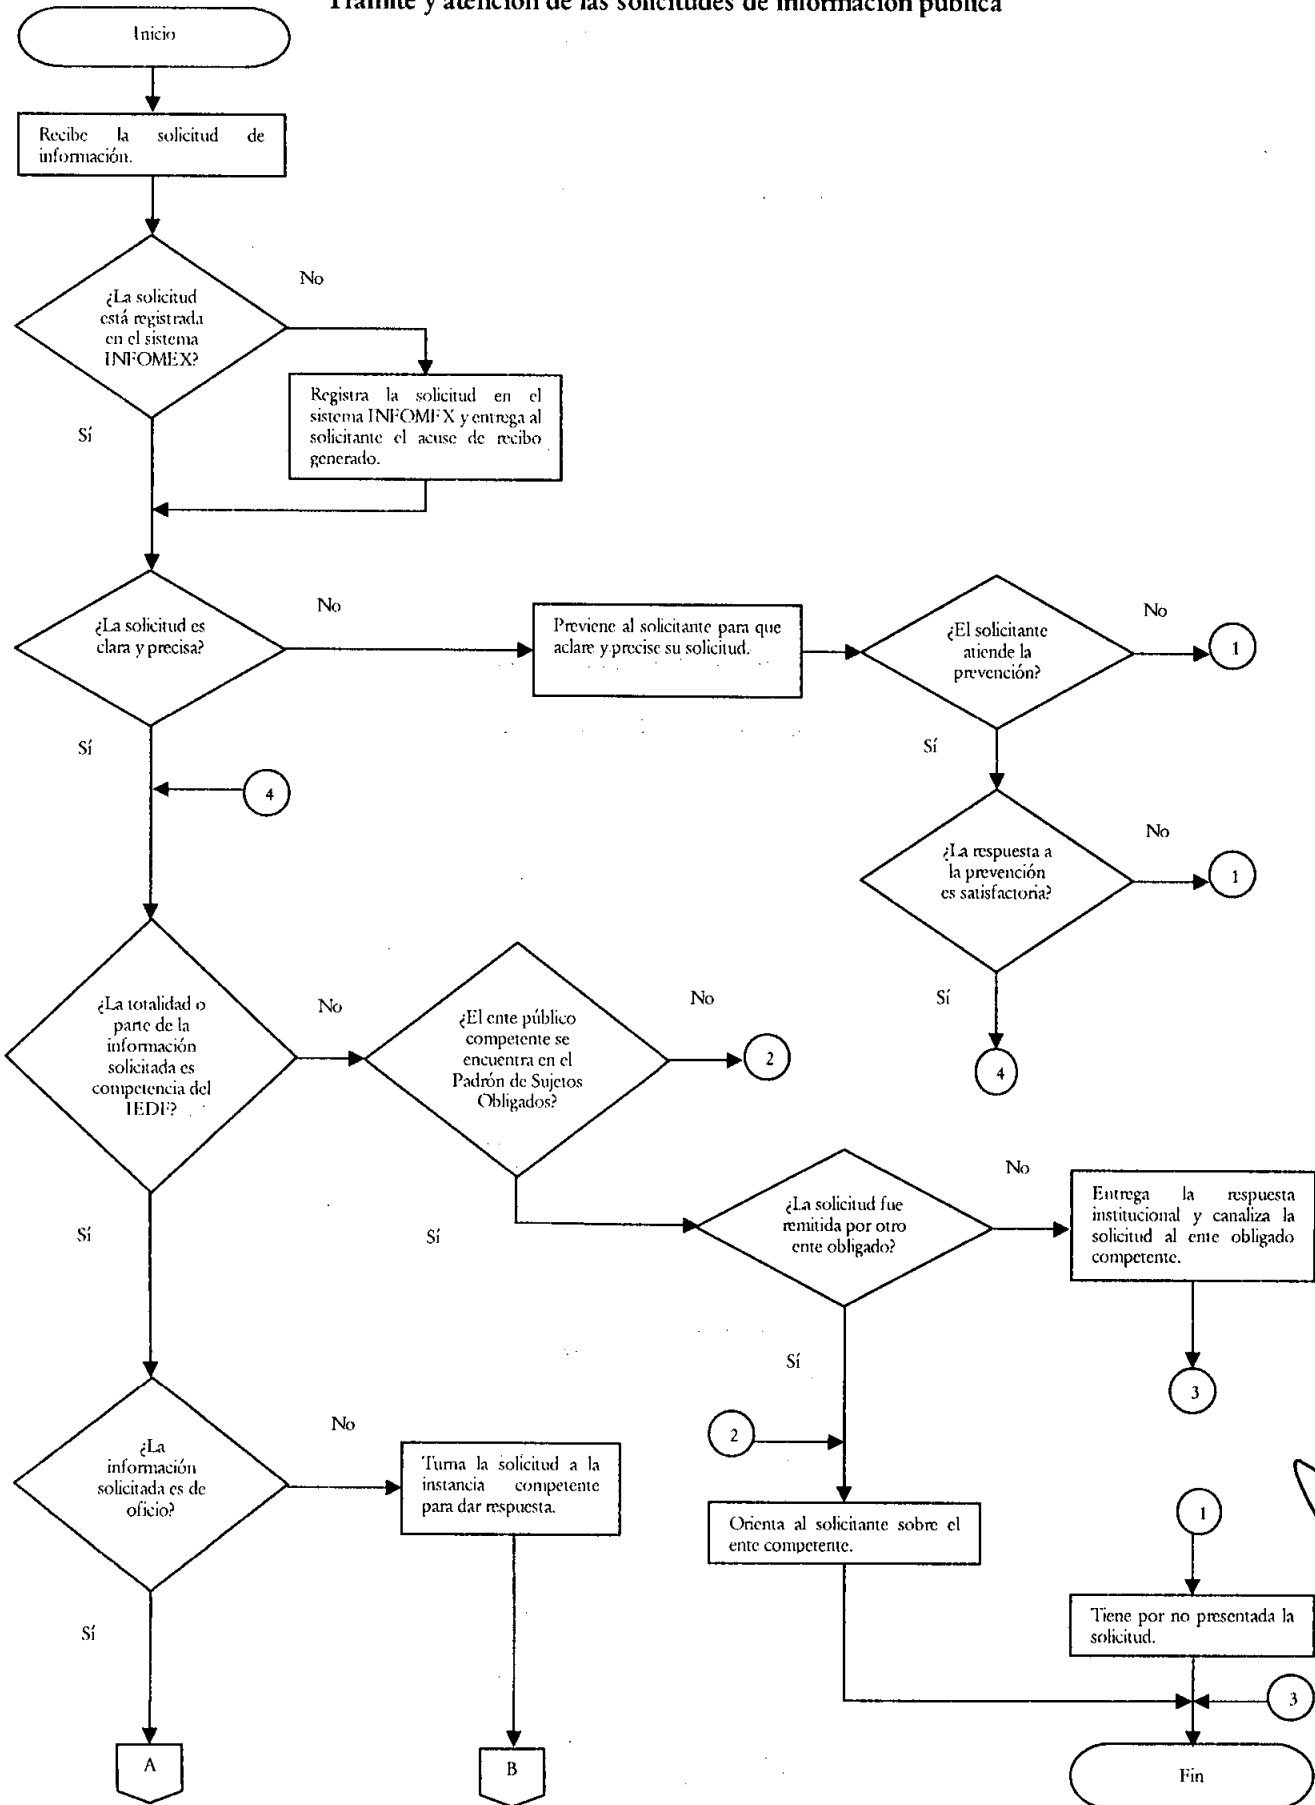 Trámite y atención de las solicitudes de información pública
Inicio
Recibe la solicitud de
información.
¿La solicitud
está registrada
en el sistema
INFOMEX?
No
Sí
Registra la solicitud en el
sistema INFOMEX y entrega al
solicitante el acuse de recibo
generado.
¿La solicitud es
clara y precisa?
No
Sí
Previene al solicitante para que
aclare y precise su solicitud.
¿El solicitante
atiende la
prevención?
No
1
Sí
4
¿La respuesta a
la prevención
es satisfactoria?
No
1
Sí
4
¿La totalidad o
parte de la
información
solicitada es
competencia del
IEDF?
No
Sí
¿El ente público
competente se
encuentra en el
Padrón de Sujetos
Obligados?
No
2
Sí
¿La solicitud fue
remitida por otro
ente obligado?
No
Sí
Entrega la respuesta
institucional y canaliza la
solicitud al ente obligado
competente.
3
¿La
información
solicitada es de
oficio?
No
Sí
Turna la solicitud a la
instancia competente
para dar respuesta.
2
Orienta al solicitante sobre el
ente competente.
1
Tiene por no presentada la
solicitud.
3
A
B
Fin